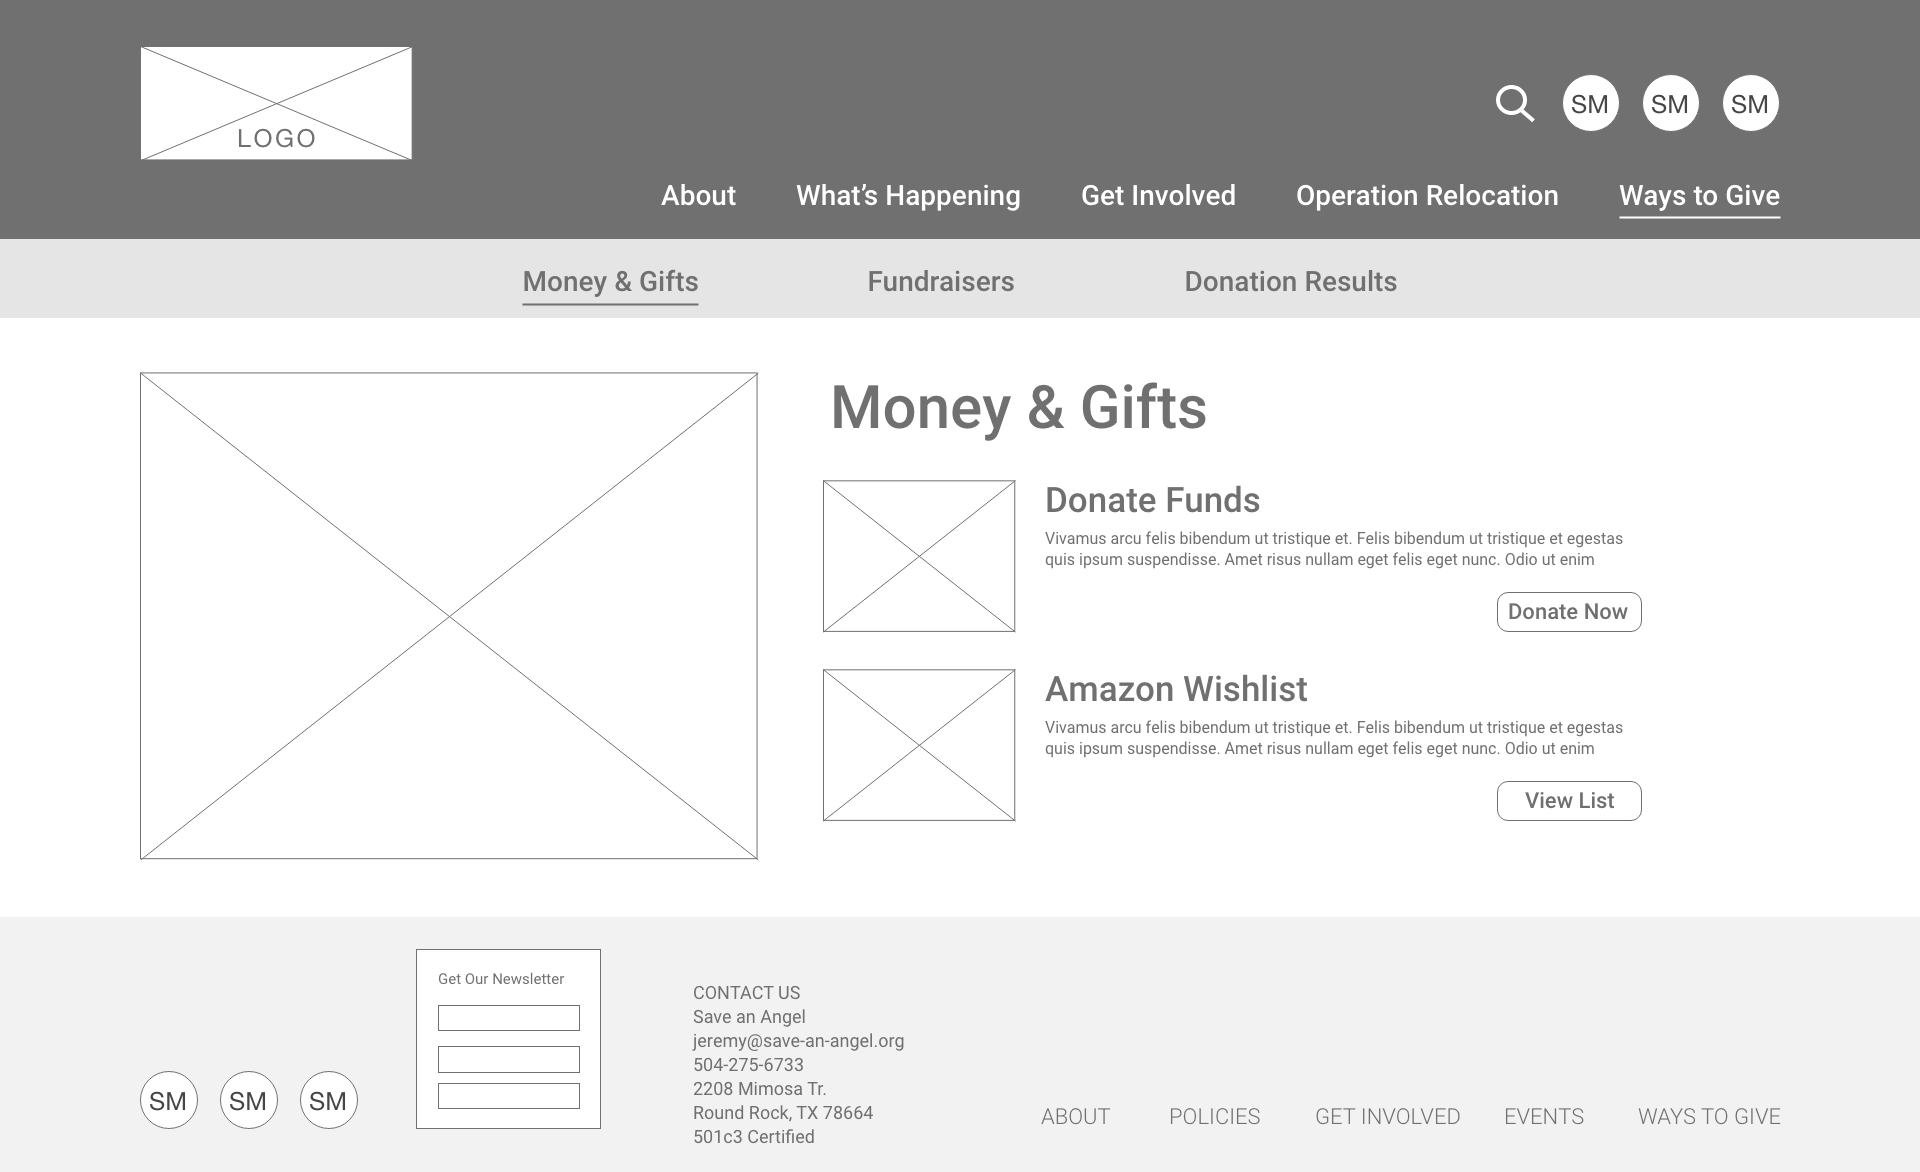 LOGO
SM
SM
SM
About
What’s Happening
Get Involved
Operation Relocation
Ways to Give
Money & Gifts
Fundraisers
Donation Results
Money & Gifts
Donate Funds
Vivamus arcu felis bibendum ut tristique et. Felis bibendum ut tristique et egestas
quis ipsum suspendisse. Amet risus nullam eget felis eget nunc. Odio ut enim
Donate Now
Amazon Wishlist
Vivamus arcu felis bibendum ut tristique et. Felis bibendum ut tristique et egestas
quis ipsum suspendisse. Amet risus nullam eget felis eget nunc. Odio ut enim
View List
SM
SM
SM
Get Our Newsletter
CONTACT US
Save an Angel
jeremy@save-an-angel.org
504-275-6733
2208 Mimosa Tr.
Round Rock, TX 78664
501c3 Certified
ABOUT
POLICIES
GET INVOLVED
EVENTS
WAYS TO GIVE